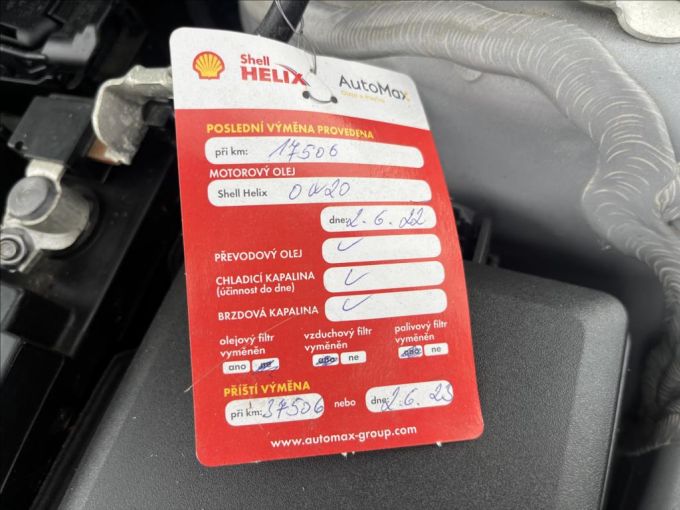 Shell
HELIX
AutoMax
POSLEDNÍ VÝMĚNA PROVEDENA
při km: 17506
MOTOROVÝ OLEJ
Shell Helix 0W20
dne: 2.6.22
PŘEVODOVÝ OLEJ ✓
CHLADICÍ KAPALINA
(účinnost do dne) ✓
BRZDOVÁ KAPALINA ✓
olejový filtr vyměněn
vzduchový filtr vyměněn
palivový filtr vyměněn
ano
ano ne
ano ne
PŘÍŠTÍ VÝMĚNA
při km: 37506 nebo dne: 2.6.23
www.automax-group.com